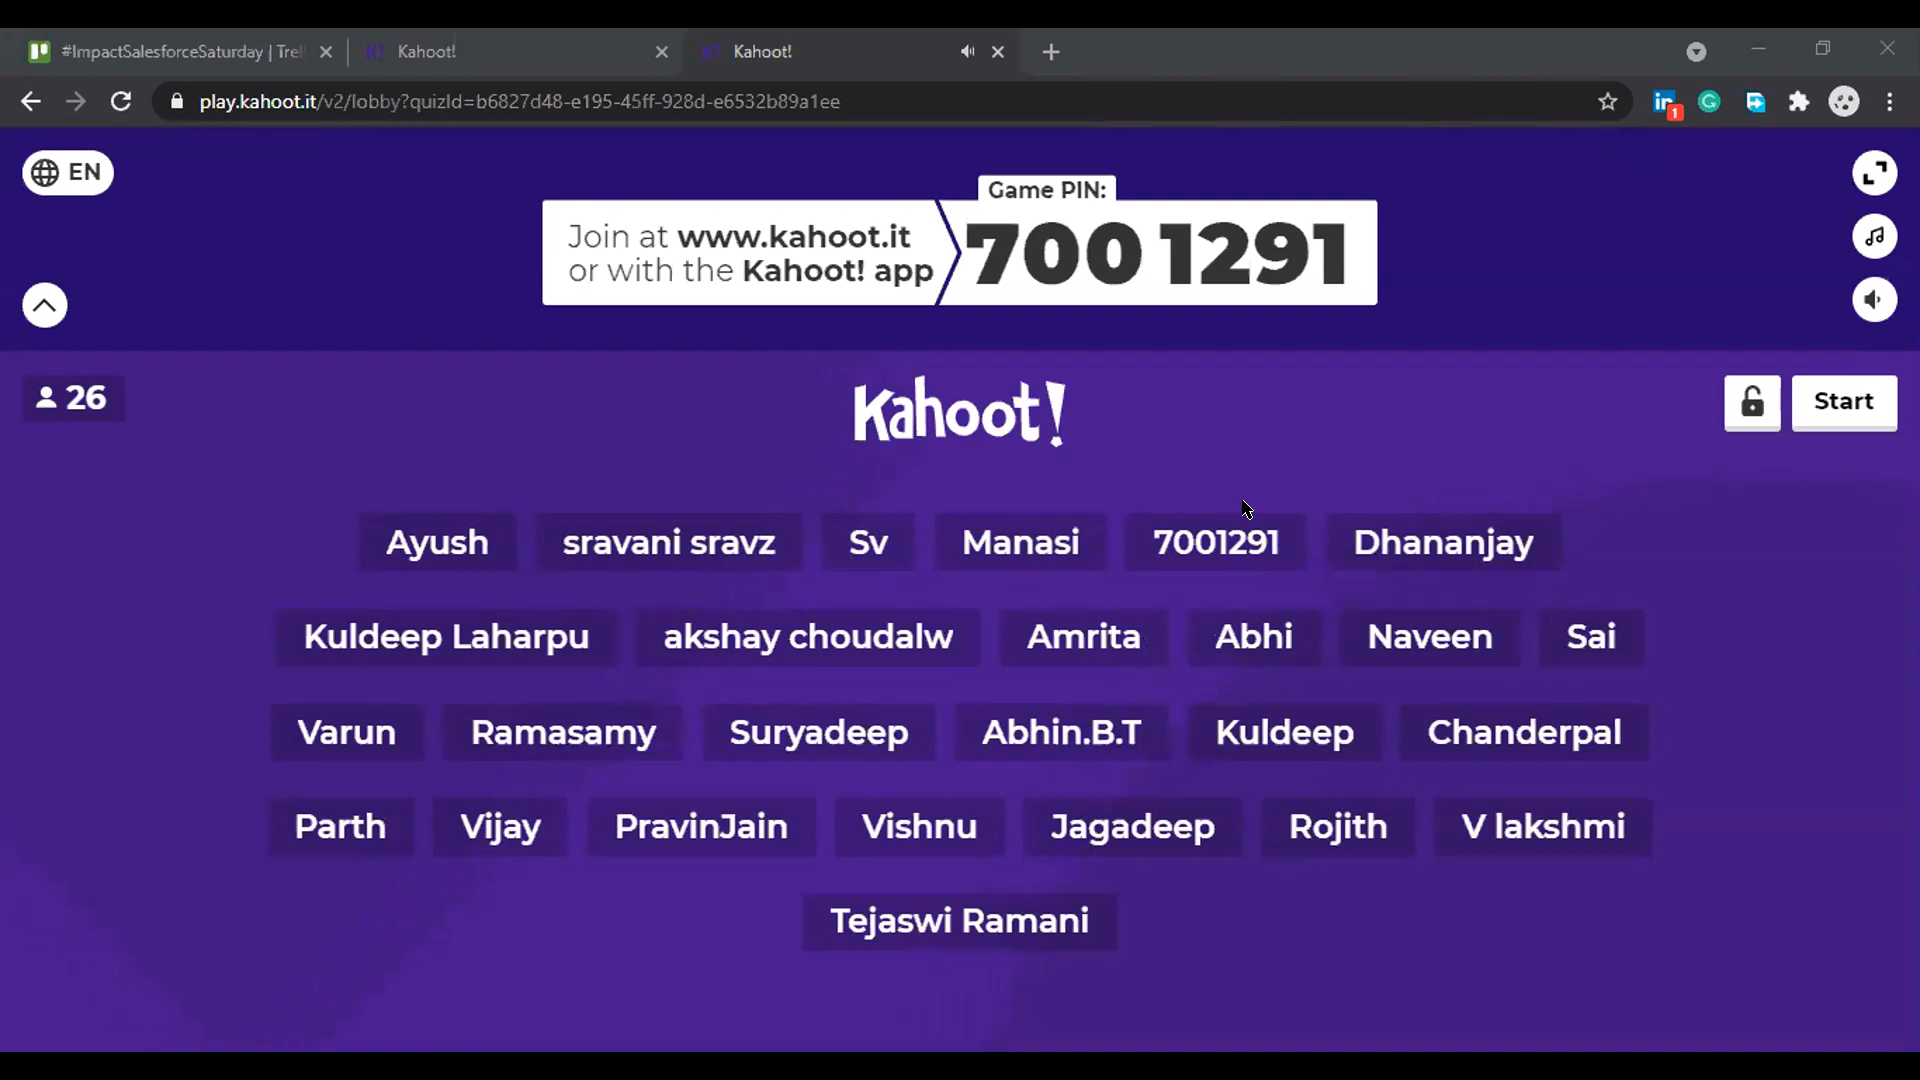 #ImpactSalesforceSaturday | Trel
Kahoot!
Kahoot!
play.kahoot.it/v2/lobby?quizId=b6827d48-e195-45ff-928d-e6532b89a1ee
1
EN
Game PIN:
Join at www.kahoot.it
or with the Kahoot! app
700 1291
26
Kahoot!
Start
Ayush sravani sravz Sv Manasi 7001291 Dhananjay
Kuldeep Laharpu akshay choudalw Amrita Abhi Naveen Sai
Varun Ramasamy Suryadeep Abhin.B.T Kuldeep Chanderpal
Parth Vijay PravinJain Vishnu Jagadeep Rojith V lakshmi
Tejaswi Ramani